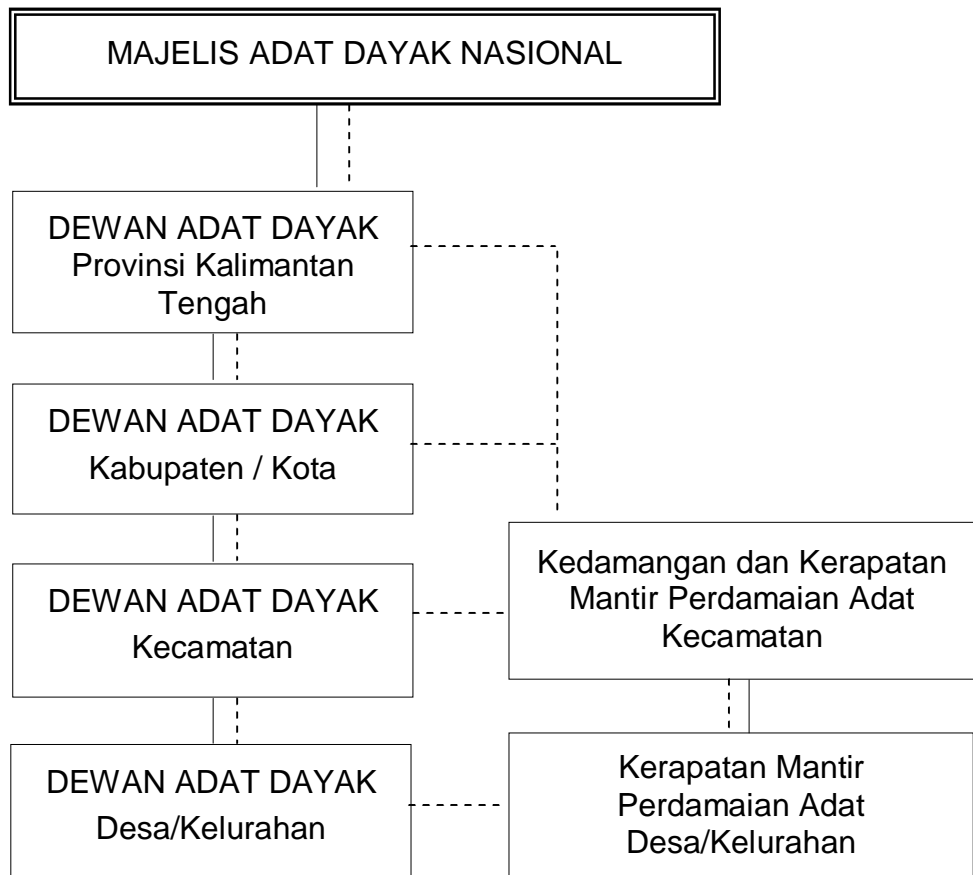 MAJELIS ADAT DAYAK NASIONAL
DEWAN ADAT DAYAK
Provinsi Kalimantan
Tengah
DEWAN ADAT DAYAK
Kabupaten / Kota
DEWAN ADAT DAYAK
Kecamatan
Kedamangan dan Kerapatan
Mantir Perdamaian Adat
Kecamatan
DEWAN ADAT DAYAK
Desa/Kelurahan
Kerapatan Mantir
Perdamaian Adat
Desa/Kelurahan